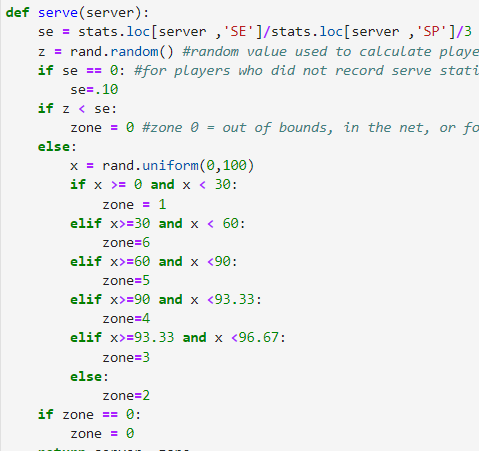 def serve(server):
    se = stats.loc[server ,'SE']/stats.loc[server ,'SP']/3
    z = rand.random() #random value used to calculate playe
    if se == 0: #for players who did not record serve stati
        se=.10
    if z < se:
        zone = 0 #zone 0 = out of bounds, in the net, or fo
    else:
        x = rand.uniform(0,100)
        if x >= 0 and x < 30:
            zone = 1
        elif x>=30 and x < 60:
            zone=6
        elif x>=60 and x <90:
            zone=5
        elif x>=90 and x <93.33:
            zone=4
        elif x>=93.33 and x <96.67:
            zone=3
        else:
            zone=2
    if zone == 0:
        zone = 0